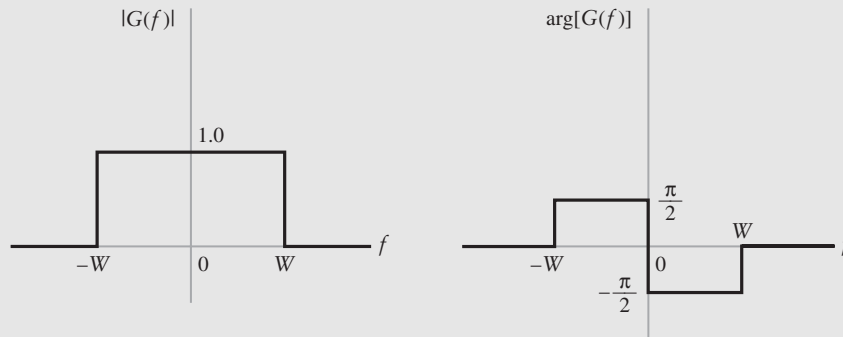 |G(f)|
1.0
–W
0
W
f
arg[G(f)]
π/2
W
–W
0
–π/2